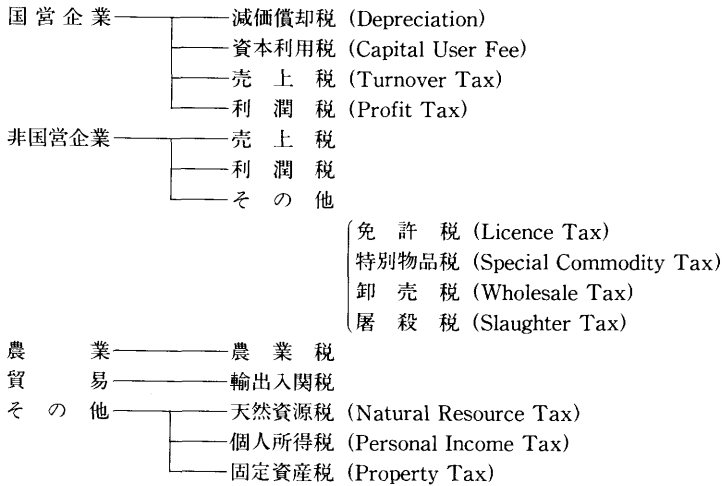 国営企業 減価償却税 (Depreciation)
資本利用税 (Capital User Fee)
売上税 (Turnover Tax)
利潤税 (Profit Tax)
非国営企業 売上税
利潤税
その他
免許税 (Licence Tax)
特別物品税 (Special Commodity Tax)
卸売税 (Wholesale Tax)
屠殺税 (Slaughter Tax)
農業 農業税
貿易 輸出入関税
その他 天然資源税 (Natural Resource Tax)
個人所得税 (Personal Income Tax)
固定資産税 (Property Tax)